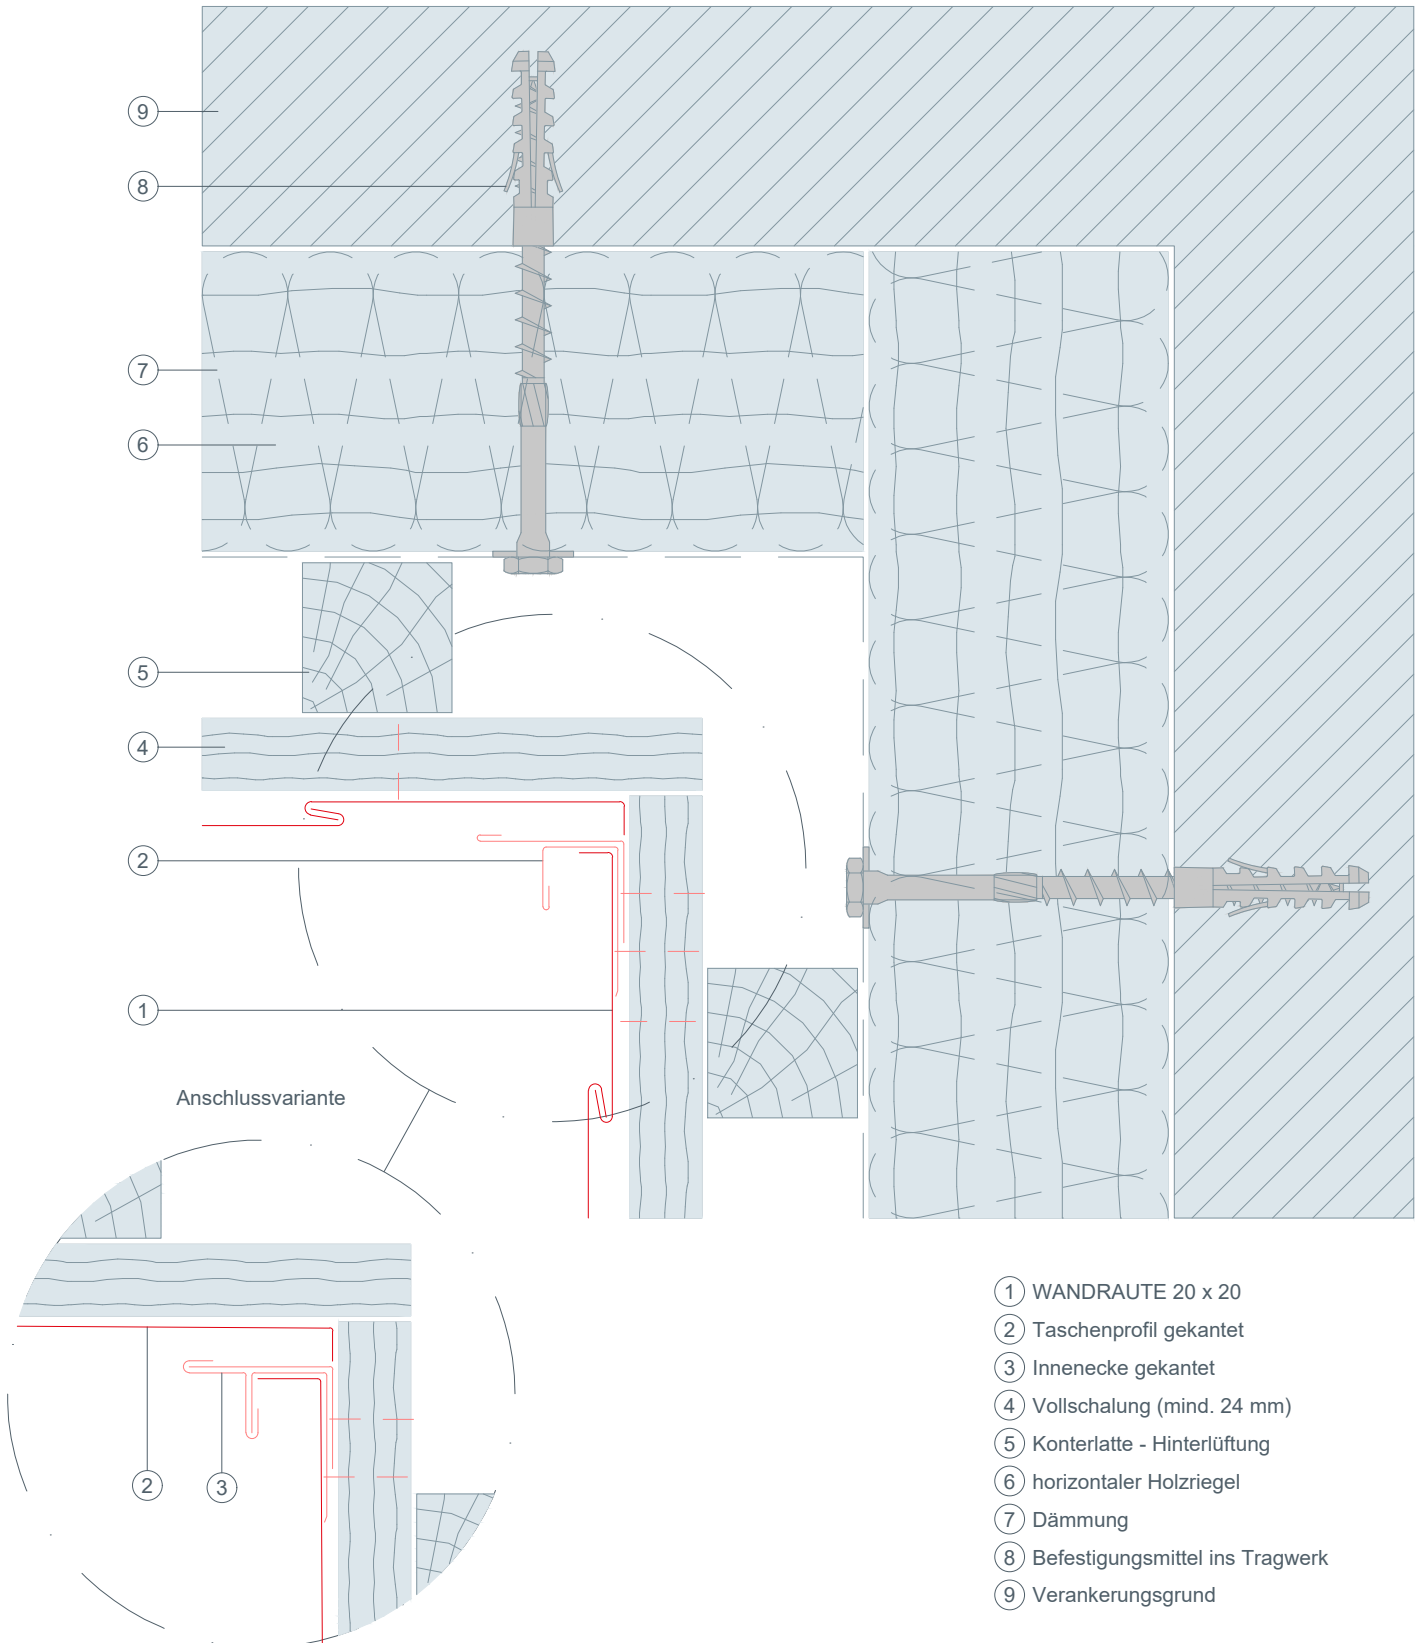 9
8
7
6
5
4
2
1
Anschlussvariante
2
3
1 WANDRAUTE 20 x 20
2 Taschenprofil gekantet
3 Innenecke gekantet
4 Vollschalung (mind. 24 mm)
5 Konterlatte - Hinterlüftung
6 horizontaler Holzriegel
7 Dämmung
8 Befestigungsmittel ins Tragwerk
9 Verankerungsgrund